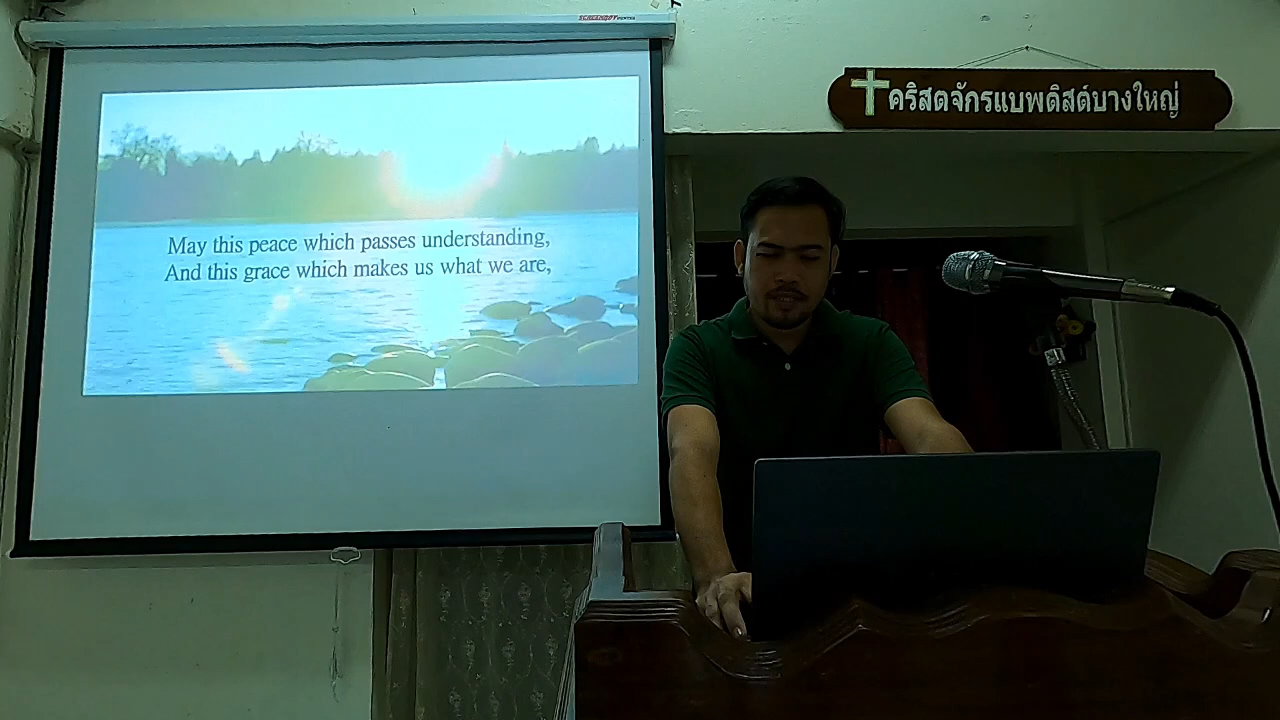 May this peace which passes understanding,
And this grace which makes us what we are,
คริสตจักรแบพติสต์บางใหญ่